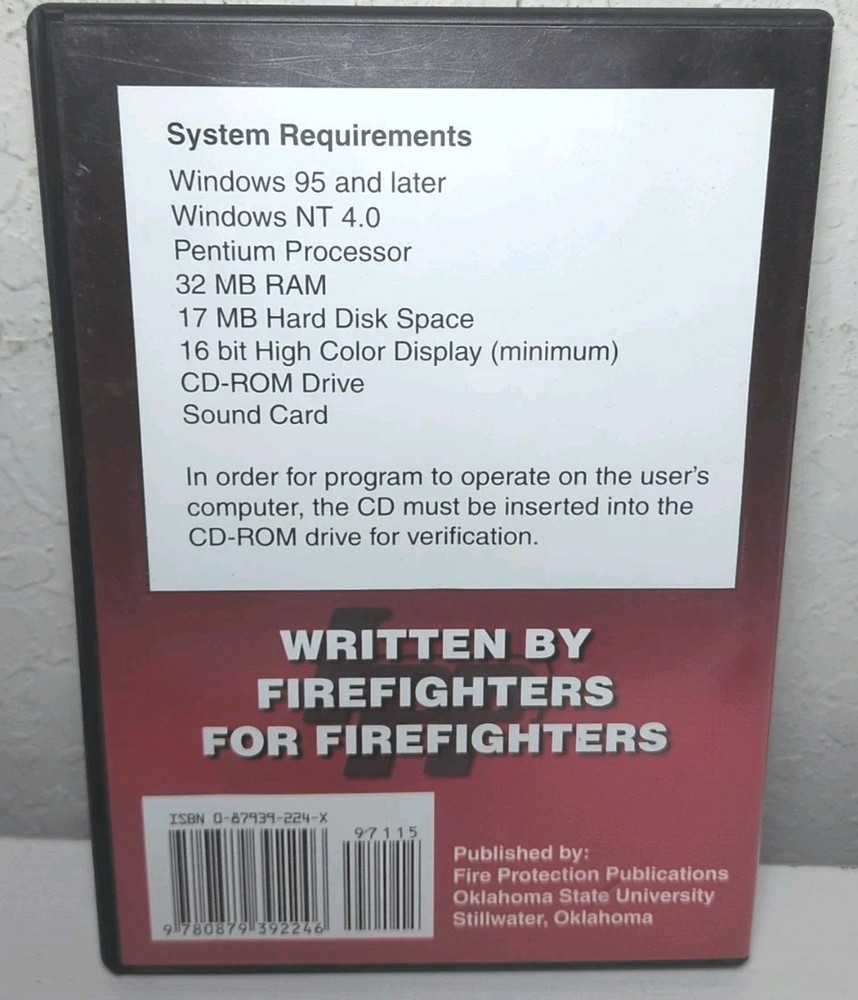 System Requirements
Windows 95 and later
Windows NT 4.0
Pentium Processor
32 MB RAM
17 MB Hard Disk Space
16 bit High Color Display (minimum)
CD-ROM Drive
Sound Card
In order for program to operate on the user's
computer, the CD must be inserted into the
CD-ROM drive for verification.
WRITTEN BY
FIREFIGHTERS
FOR FIREFIGHTERS
ISBN 0-87939-224-X
97115
9 780879 392246
Published by:
Fire Protection Publications
Oklahoma State University
Stillwater, Oklahoma